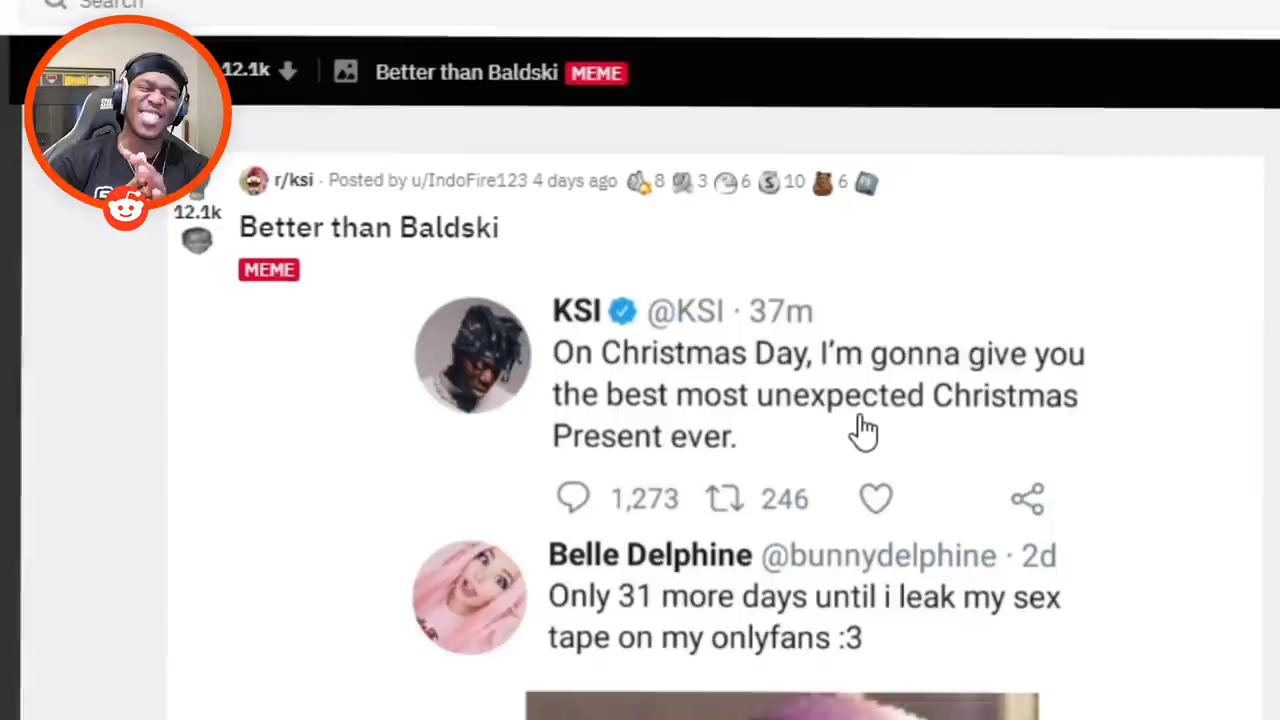 Search
12.1k Better than Baldski MEME
r/ksi · Posted by u/IndoFire123 4 days ago 8 3 6 10 6
12.1k
Better than Baldski
MEME
KSI @KSI · 37m
On Christmas Day, I'm gonna give you
the best most unexpected Christmas
Present ever.
1,273 246
Belle Delphine @bunnydelphine · 2d
Only 31 more days until i leak my sex
tape on my onlyfans :3